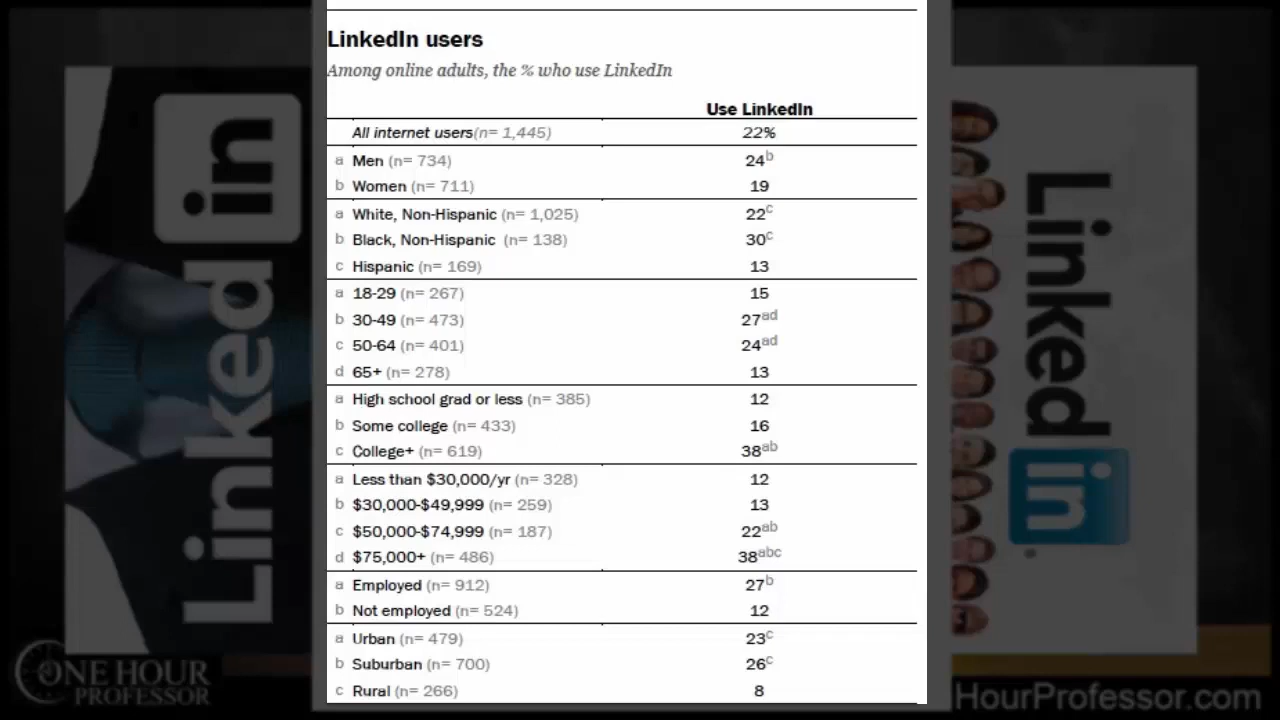 LinkedIn users
Among online adults, the % who use LinkedIn
Use LinkedIn
All internet users(n= 1,445) 22%
a Men (n= 734) 24b
b Women (n= 711) 19
a White, Non-Hispanic (n= 1,025) 22c
b Black, Non-Hispanic (n= 138) 30c
c Hispanic (n= 169) 13
a 18-29 (n= 267) 15
b 30-49 (n= 473) 27ad
c 50-64 (n= 401) 24ad
d 65+ (n= 278) 13
a High school grad or less (n= 385) 12
b Some college (n= 433) 16
c College+ (n= 619) 38ab
a Less than $30,000/yr (n= 328) 12
b $30,000-$49,999 (n= 259) 13
c $50,000-$74,999 (n= 187) 22ab
d $75,000+ (n= 486) 38abc
a Employed (n= 912) 27b
b Not employed (n= 524) 12
a Urban (n= 479) 23c
b Suburban (n= 700) 26c
c Rural (n= 266) 8
Linked in
Linked in
ONE HOUR
PROFESSOR
HourProfessor.com